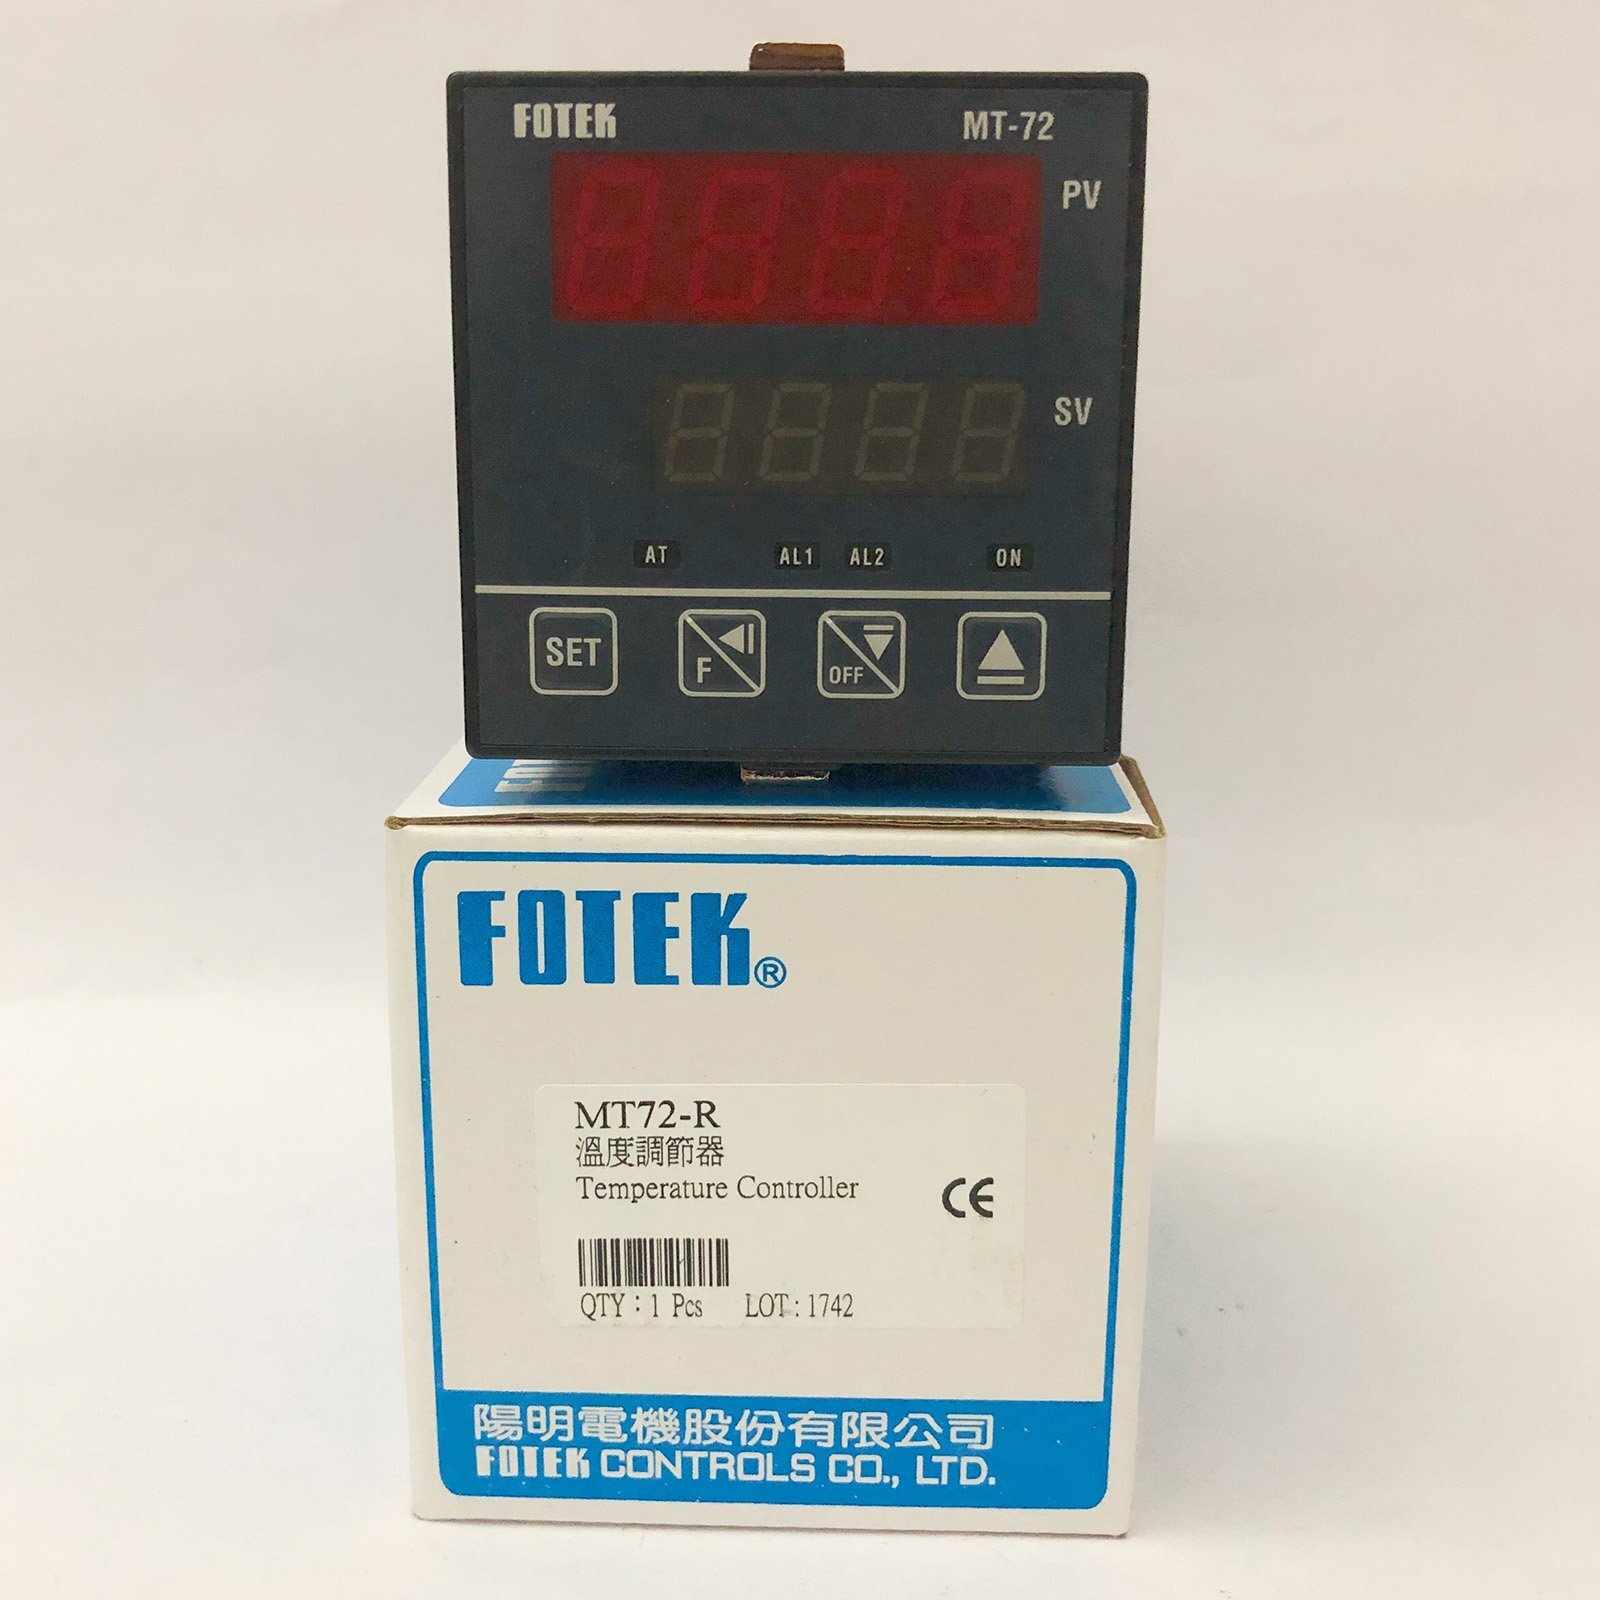 FOTEK MT-72
PV
SV
AT AL1 AL2 ON
SET F OFF
FOTEK®
MT72-R
溫度調節器
Temperature Controller
CE
QTY：1 Pcs LOT : 1742
陽明電機股份有限公司
FOTEK CONTROLS CO., LTD.